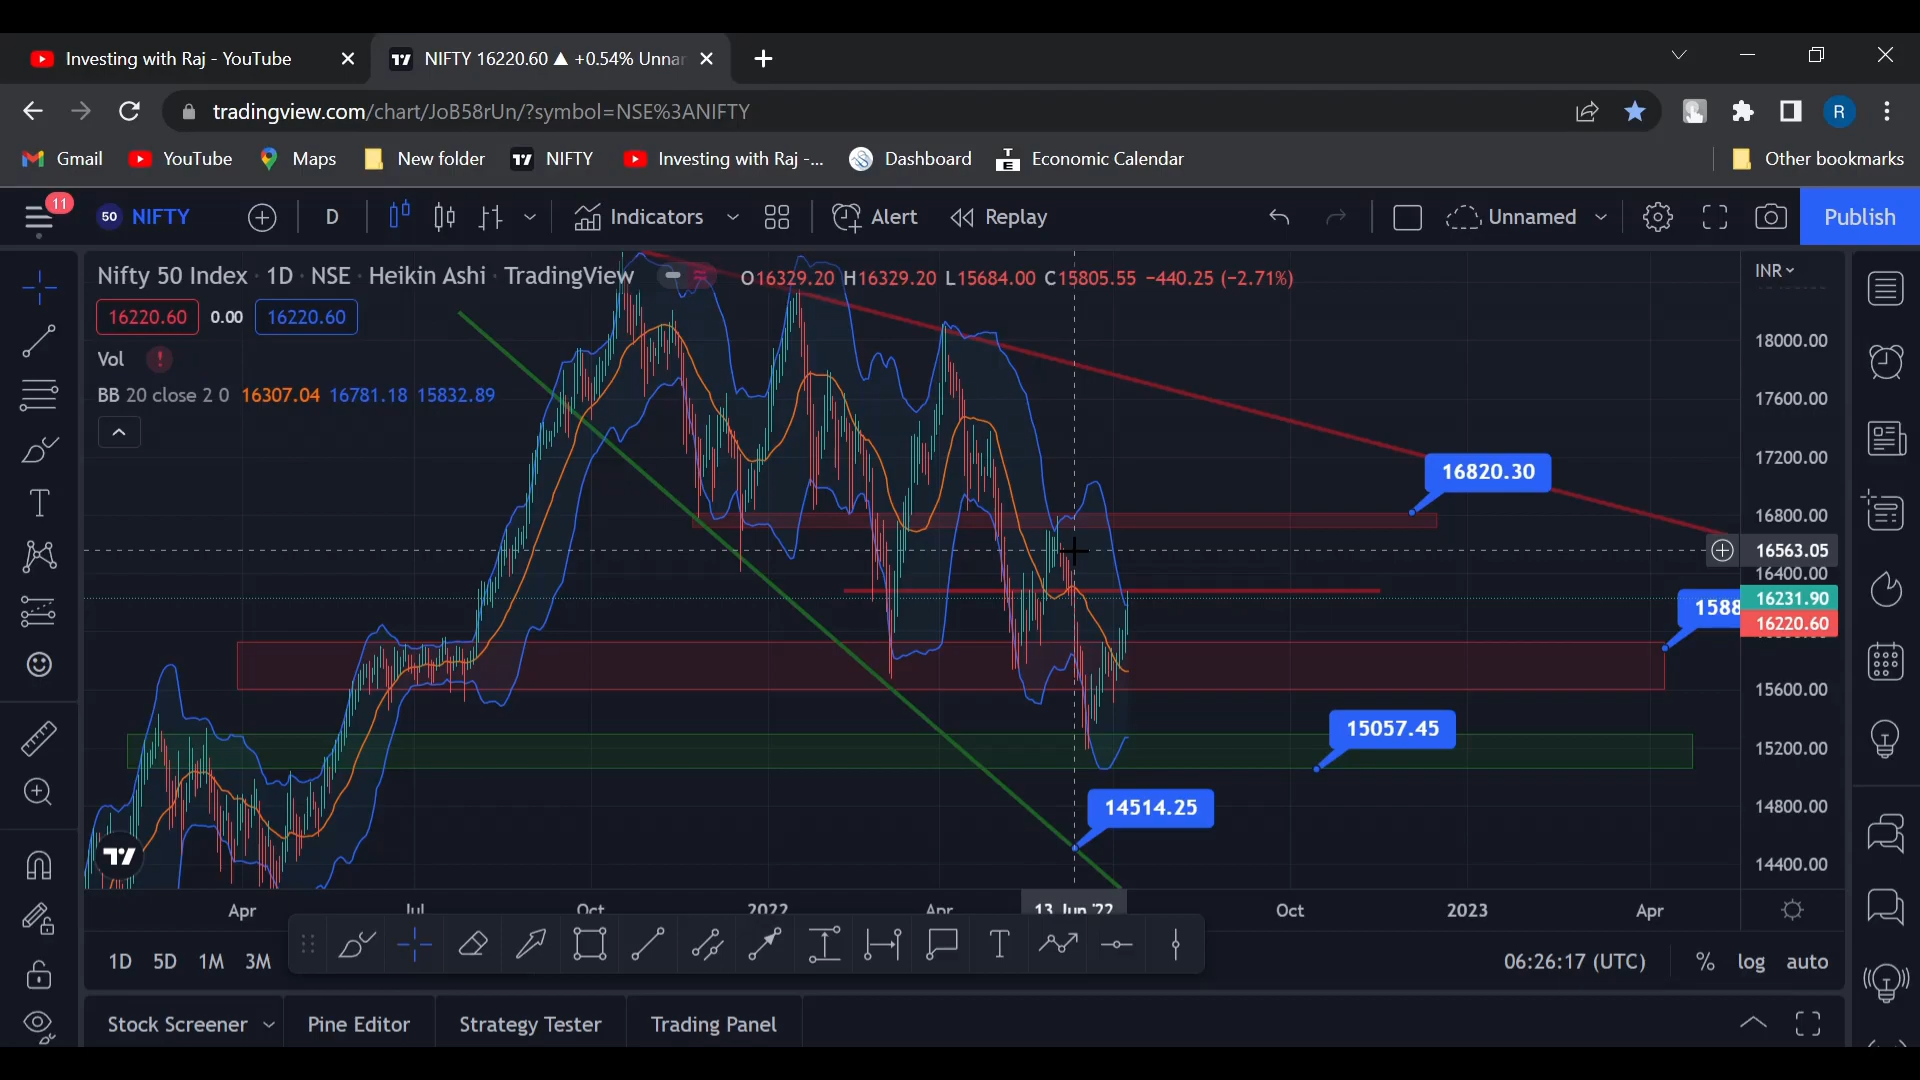 Investing with Raj - YouTube
NIFTY 16220.60 ▲ +0.54% Unna
tradingview.com/chart/JoB58rUn/?symbol=NSE%3ANIFTY
R
Gmail YouTube Maps New folder NIFTY Investing with Raj -... Dashboard TE Economic Calendar Other bookmarks
11 50 NIFTY D Indicators Alert Replay Unnamed Publish
Nifty 50 Index · 1D · NSE · Heikin Ashi · TradingView O16329.20 H16329.20 L15684.00 C15805.55 −440.25 (−2.71%) INR
16220.60 0.00 16220.60
Vol !
BB 20 close 2 0 16307.04 16781.18 15832.89
18000.00
17600.00
17200.00
16820.30
16800.00
16563.05
16400.00
16231.90
1588
16220.60
15600.00
15057.45
15200.00
14514.25
14800.00
14400.00
Apr Jul Oct 2022 Apr 13 Jun '22 Oct 2023 Apr
1D 5D 1M 3M 06:26:17 (UTC) % log auto
Stock Screener Pine Editor Strategy Tester Trading Panel